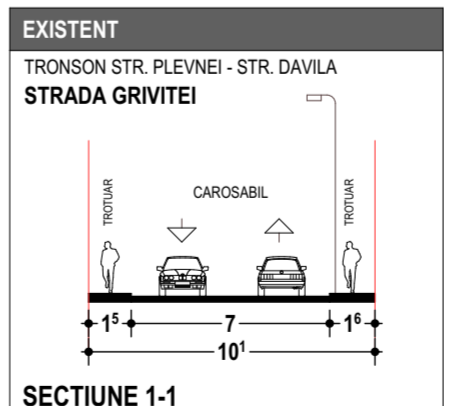 EXISTENT
TRONSON STR. PLEVNEI - STR. DAVILA
STRADA GRIVITEI
TROTUAR
CAROSABIL
TROTUAR
1⁵ 7 1⁶
10¹
SECTIUNE 1-1